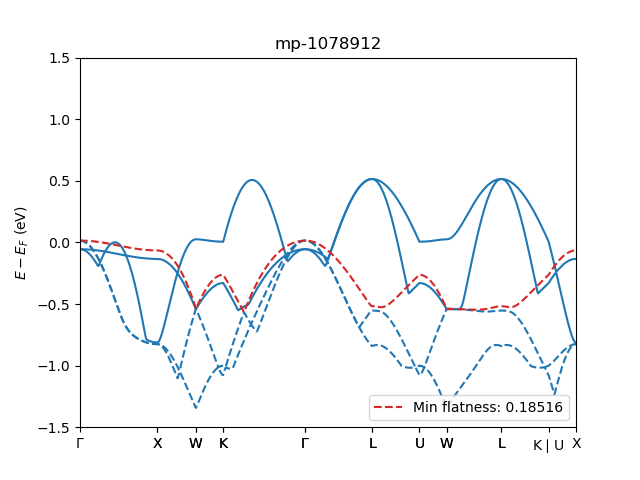 mp-1078912
E − E_F (eV)
1.5
1.0
0.5
0.0
−0.5
−1.0
−1.5
Min flatness: 0.18516
Γ X W K Γ L U W L K | U X